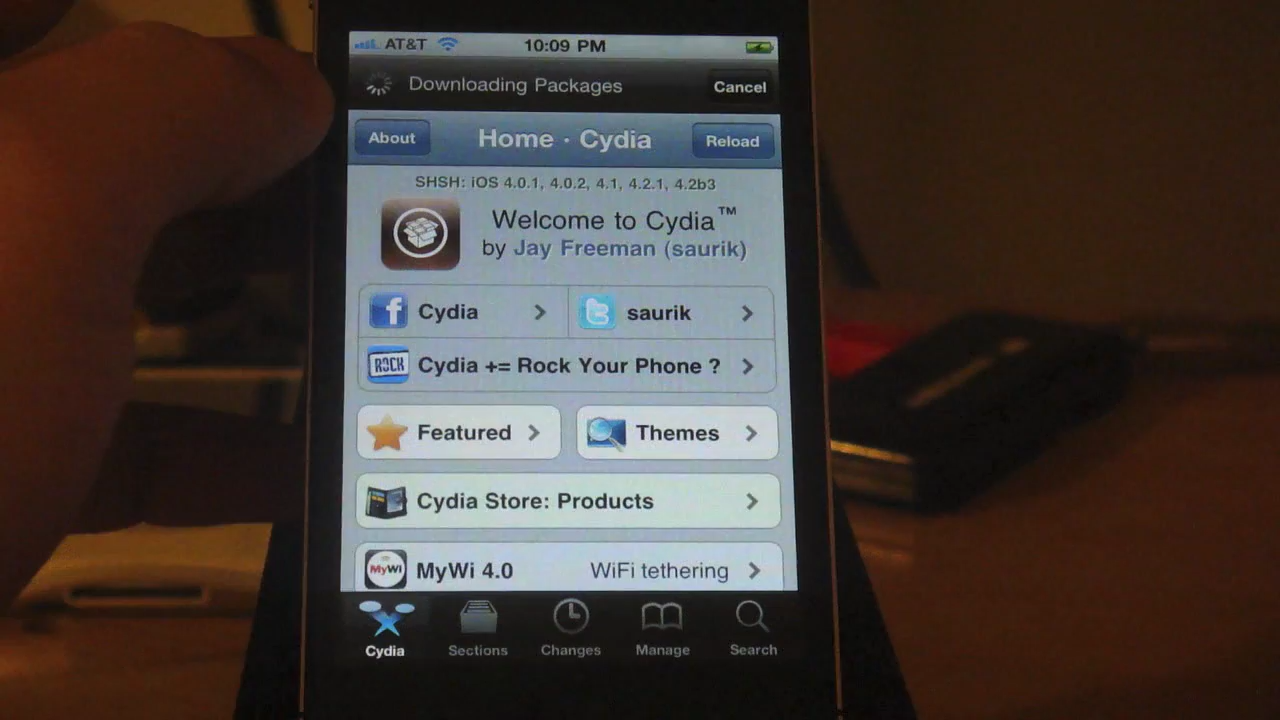 AT&T 10:09 PM
Downloading Packages Cancel
About Home · Cydia Reload
SHSH: iOS 4.0.1, 4.0.2, 4.1, 4.2.1, 4.2b3
Welcome to Cydia™
by Jay Freeman (saurik)
f Cydia t saurik
ROCK Cydia += Rock Your Phone ?
Featured Themes
Cydia Store: Products
MyWi MyWi 4.0 WiFi tethering
Cydia Sections Changes Manage Search